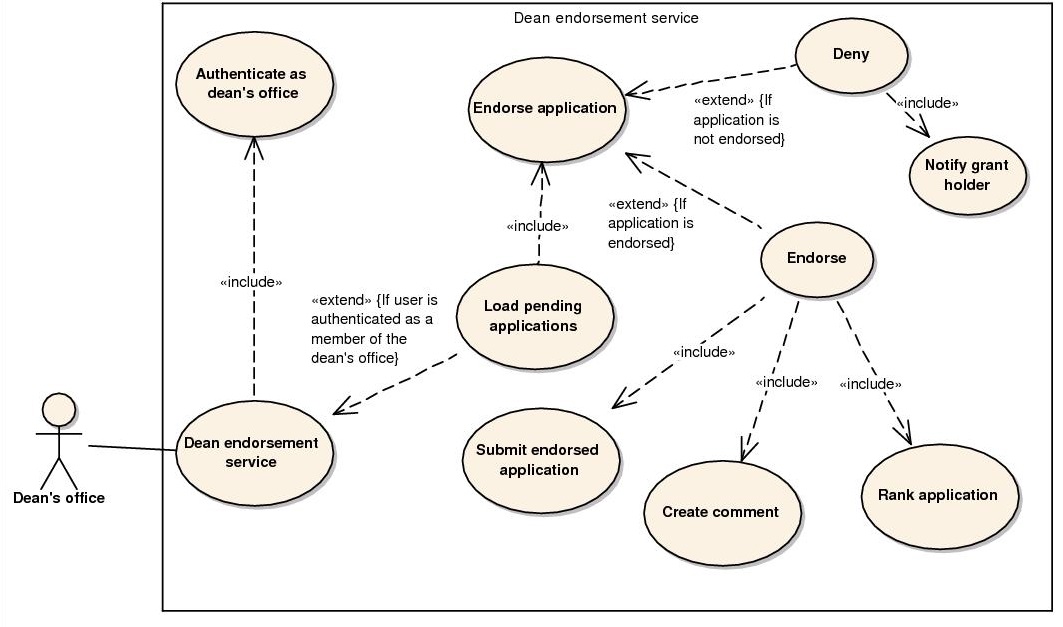 Dean endorsement service
Authenticate as
dean's office
Endorse application
Deny
«extend» {If
application is
not endorsed}
«include»
Notify grant
holder
«include»
«extend» {If
application is
endorsed}
Endorse
«include»
«extend» {If user is
authenticated as a
member of the
dean's office}
Load pending
applications
«include»
«include»
«include»
Dean endorsement
service
Submit endorsed
application
Create comment
Rank application
Dean's office